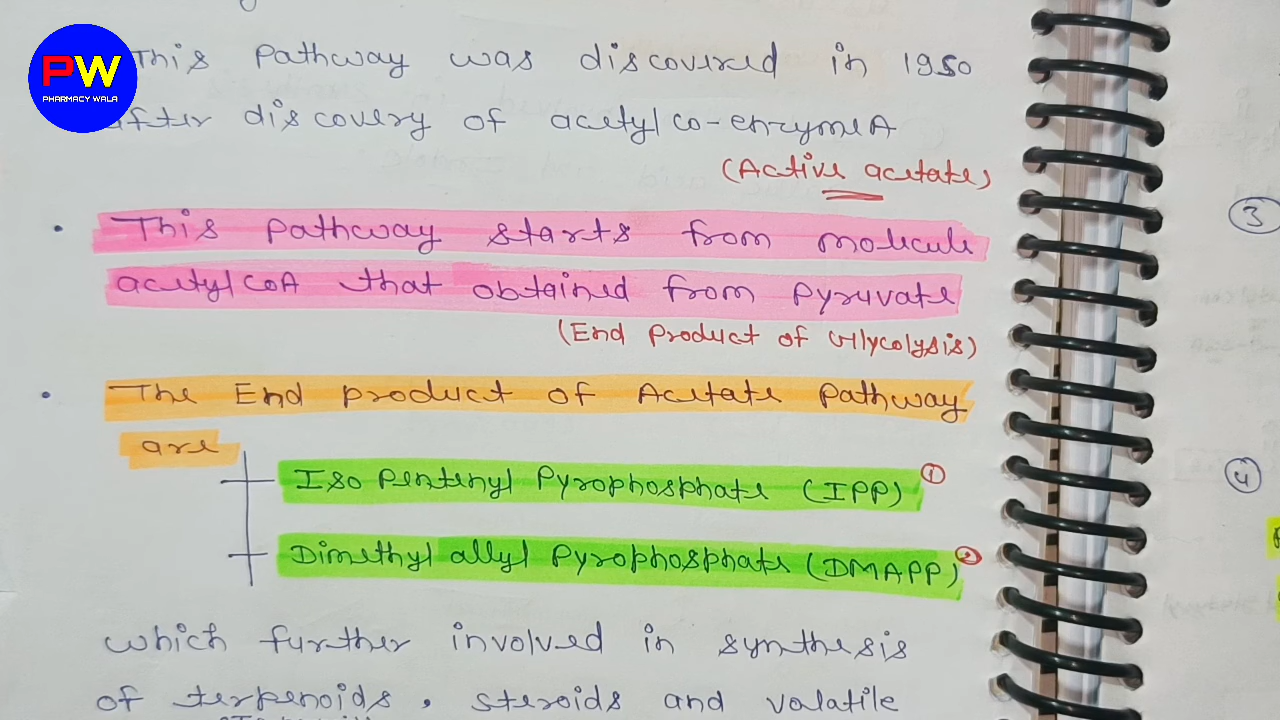 PW
PHARMACY WALA
This Pathway was discovered in 1950
after discovery of acetyl co-enzyme A
(Active acetate)
3
• This Pathway starts from molecule
acetyl CoA that obtained from Pyruvate
(End Product of Glycolysis)
• The End product of Acetate Pathway
are
Iso Pentenyl Pyrophosphate (IPP) 1
4
Dimethyl allyl Pyrophosphate (DMAPP) 2
which further involved in synthesis
of terpenoids, steroids and volatile